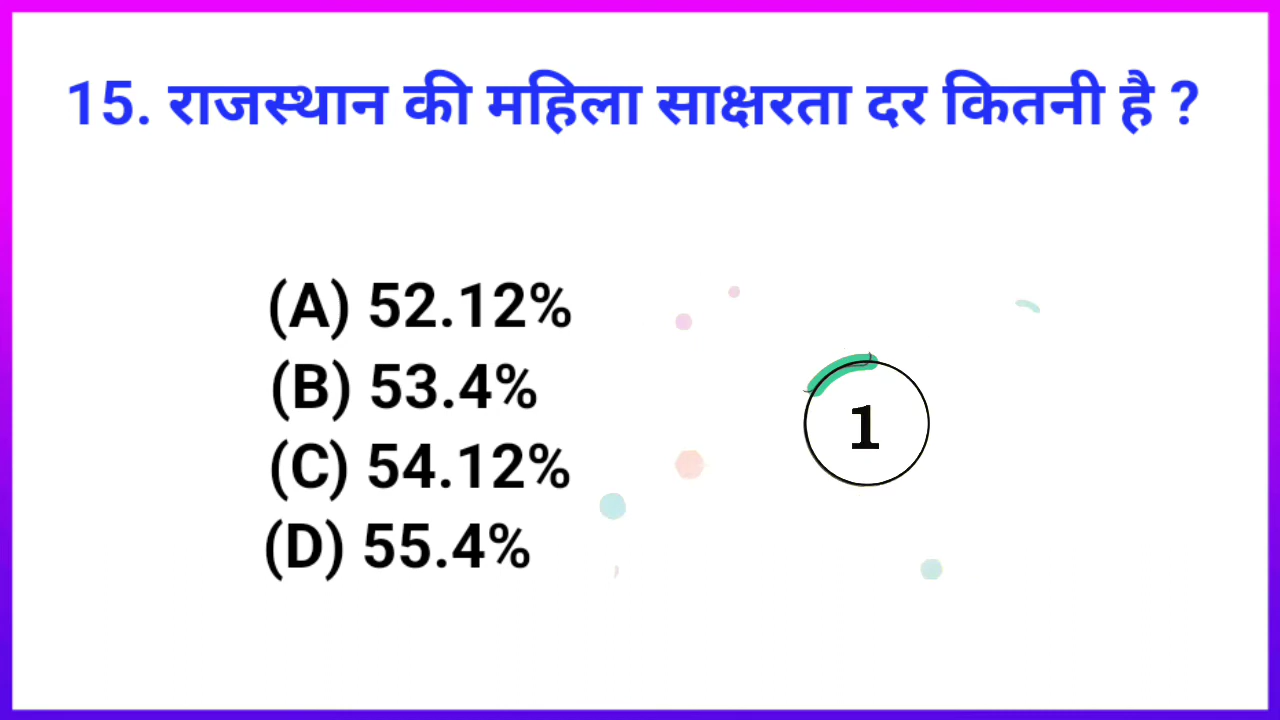 15. राजस्थान की महिला साक्षरता दर कितनी है ?
(A) 52.12%
(B) 53.4%
(C) 54.12%
(D) 55.4%
1